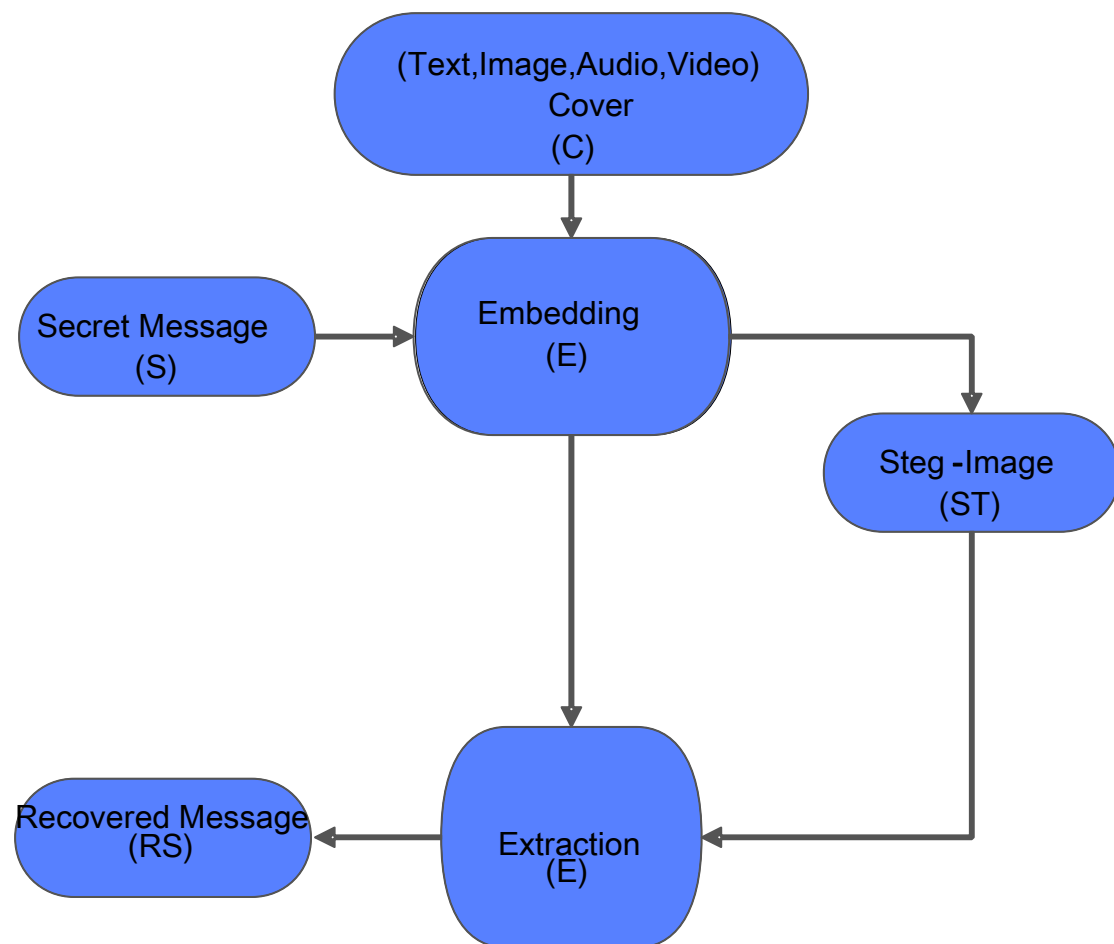 (Text,Image,Audio,Video)
Cover
(C)
Secret Message
(S)
Embedding
(E)
Steg -Image
(ST)
Recovered Message
(RS)
Extraction
(E)